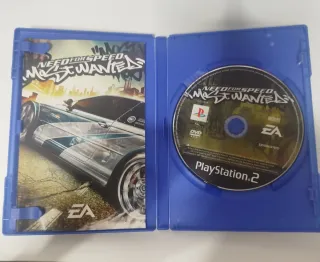 NEED FOR SPEED
MOST WANTED
EA
NEED FOR SPEED
MOST WANTED
DVD
EA
PlayStation.2